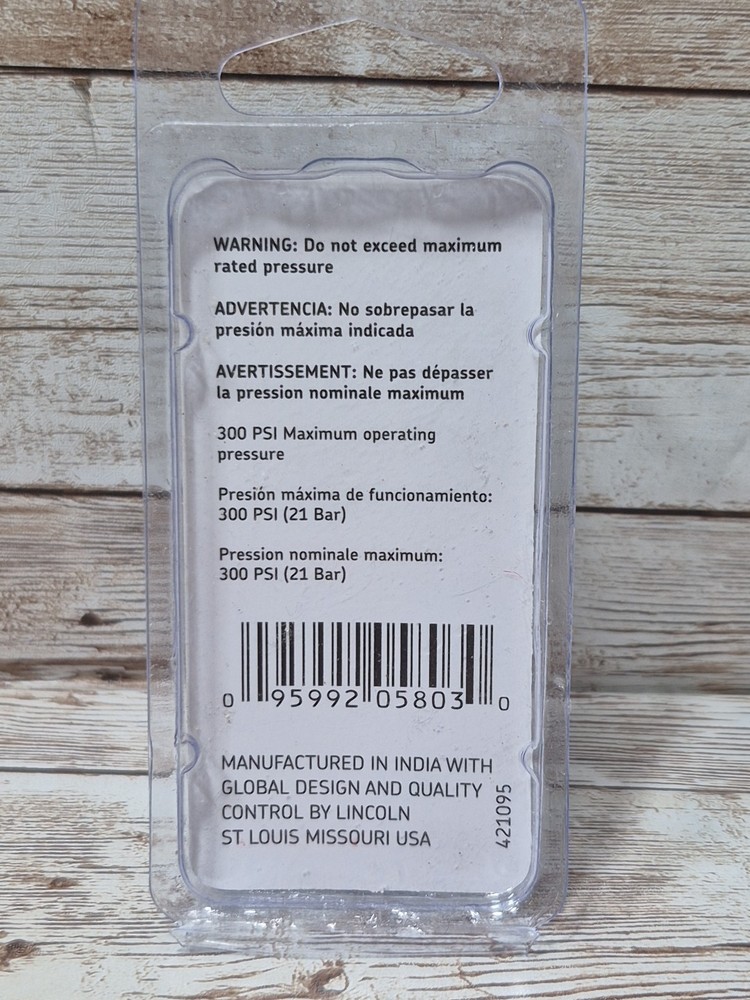 WARNING: Do not exceed maximum
rated pressure
ADVERTENCIA: No sobrepasar la
presión máxima indicada
AVERTISSEMENT: Ne pas dépasser
la pression nominale maximum
300 PSI Maximum operating
pressure
Presión máxima de funcionamiento:
300 PSI (21 Bar)
Pression nominale maximum:
300 PSI (21 Bar)
0 95992 05803 0
MANUFACTURED IN INDIA WITH
GLOBAL DESIGN AND QUALITY
CONTROL BY LINCOLN
ST LOUIS MISSOURI USA
421095